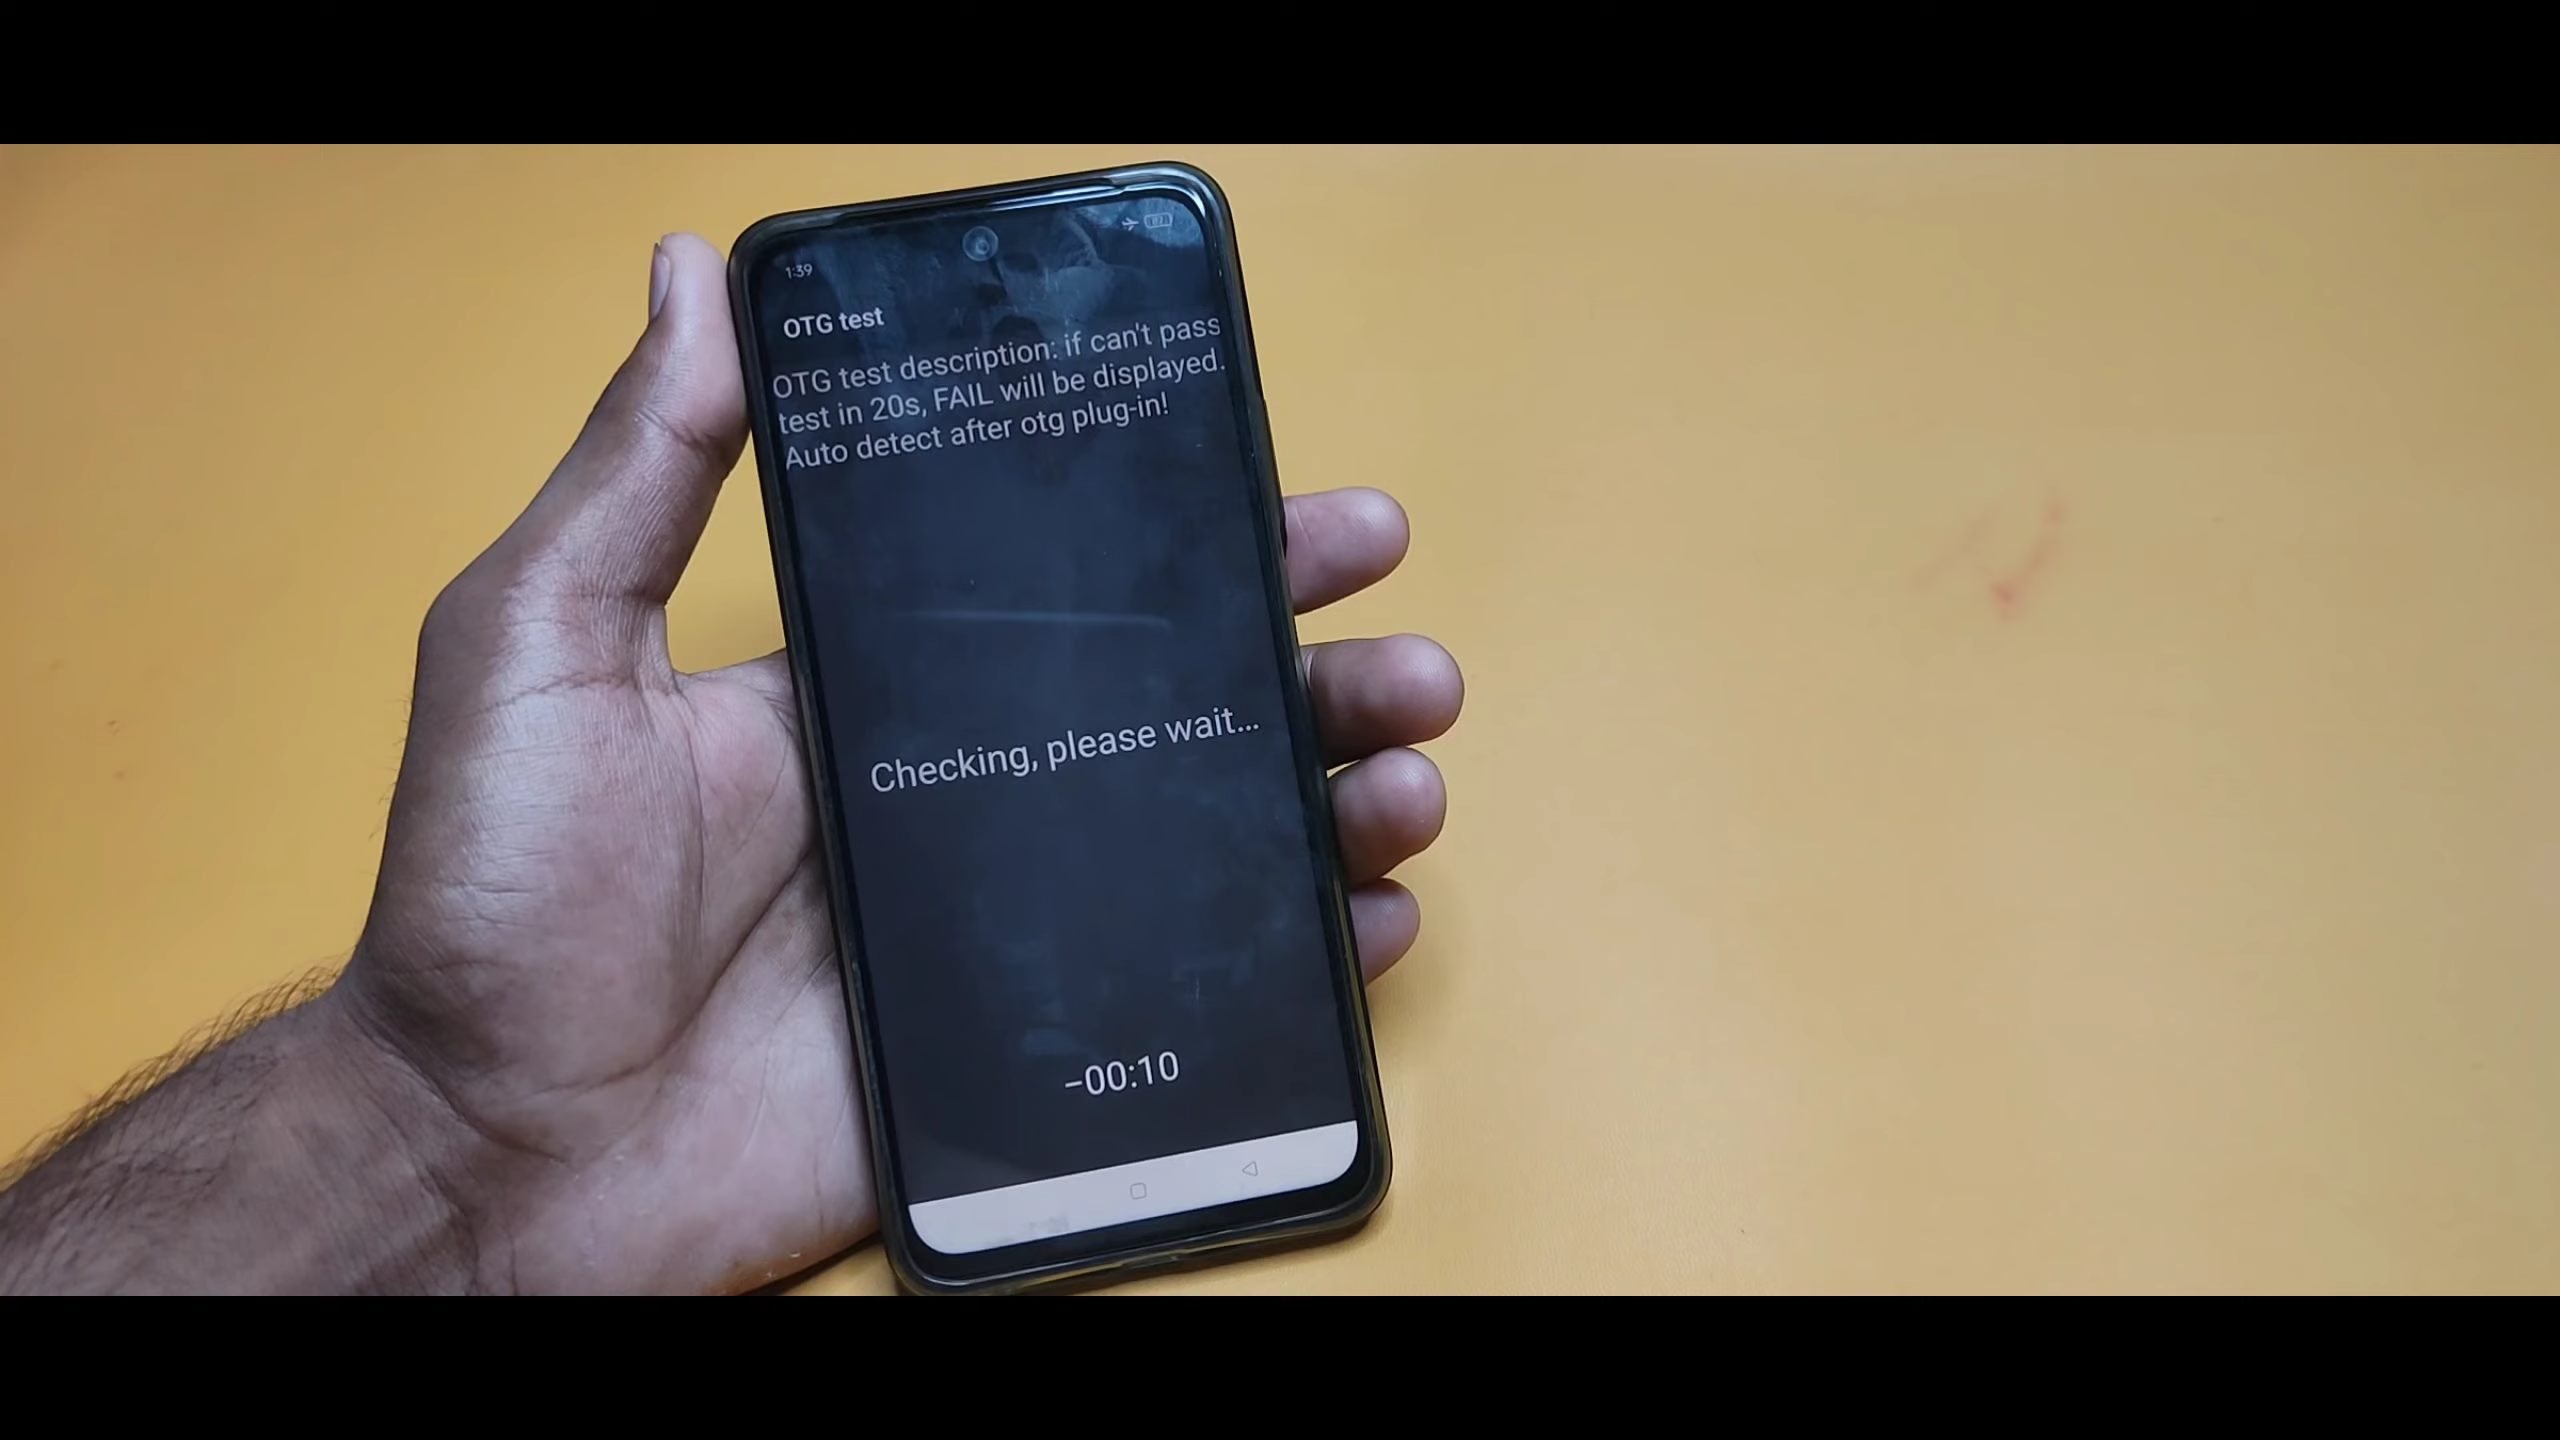 1:39
OTG test
OTG test description: if can't pass
test in 20s, FAIL will be displayed.
Auto detect after otg plug-in!
Checking, please wait...
-00:10